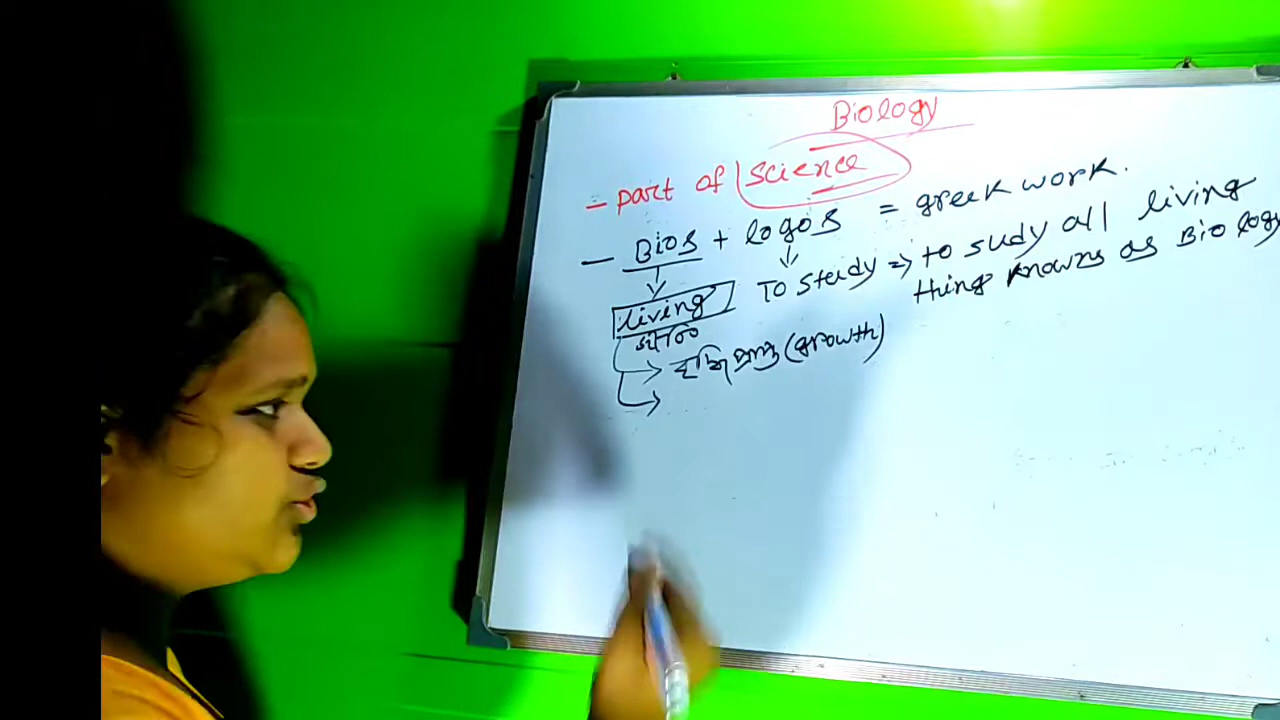 Biology
- part of science
- Bios + logos = greek work.
living To study => to sudy all living
thing knowns as Biology
জীবিত
বৃদ্ধি প্রাপ্ত (growth)